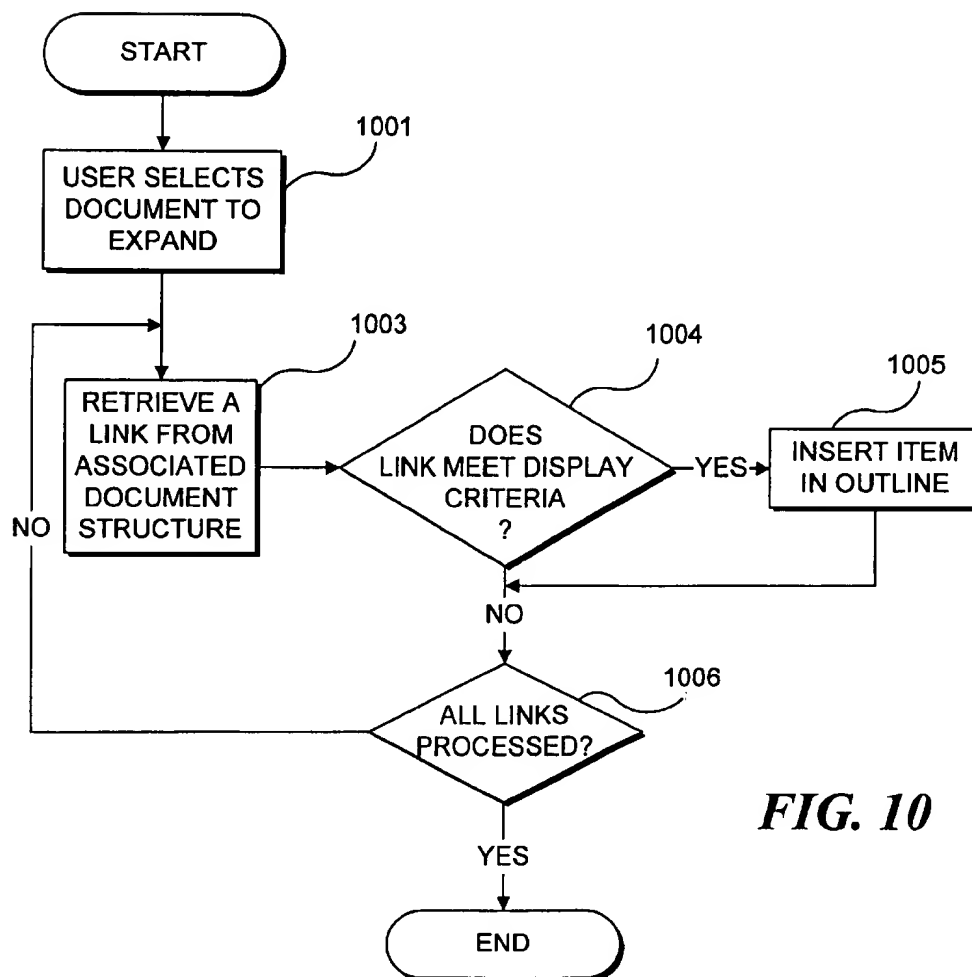 START
1001
USER SELECTS
DOCUMENT TO
EXPAND
1003
RETRIEVE A
LINK FROM
ASSOCIATED
DOCUMENT
STRUCTURE
1004
DOES
LINK MEET DISPLAY
CRITERIA
?
YES
1005
INSERT ITEM
IN OUTLINE
NO
NO
1006
ALL LINKS
PROCESSED?
YES
END
FIG. 10